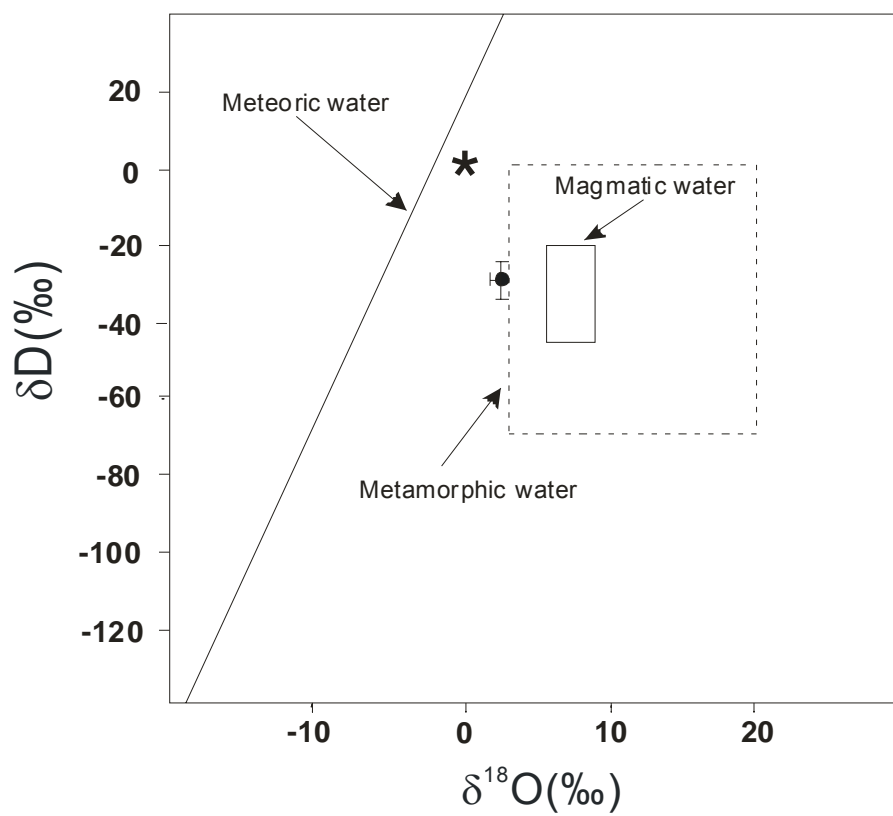 20
Meteoric water
0
Magmatic water
-20
-40
-60
-80
Metamorphic water
-100
-120
δD(‰)
-10
0
10
20
δ¹⁸O(‰)